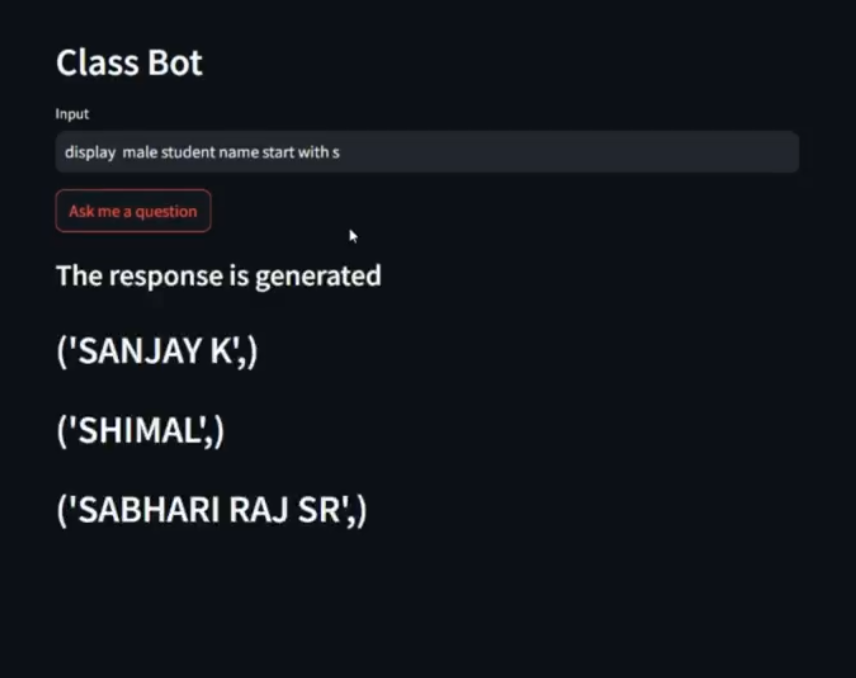 Class Bot
Input
display male student name start with s
Ask me a question
The response is generated
('SANJAY K',)
('SHIMAL',)
('SABHARI RAJ SR',)